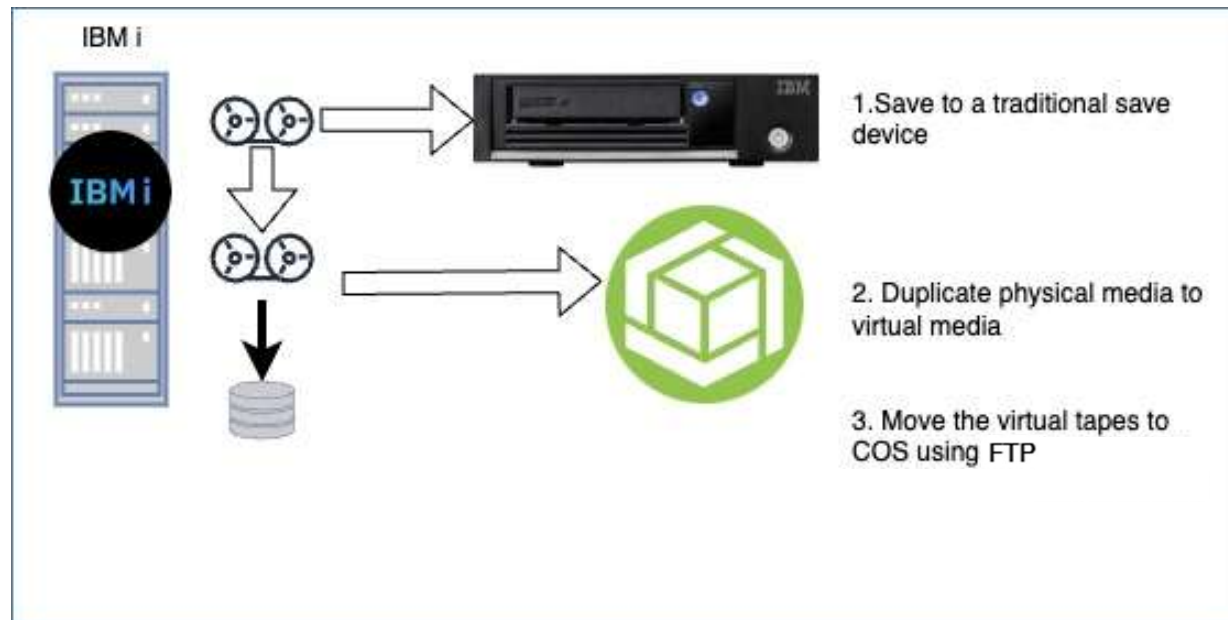 IBM i
IBM i
IBM
1.Save to a traditional save
device
2. Duplicate physical media to
virtual media
3. Move the virtual tapes to
COS using FTP